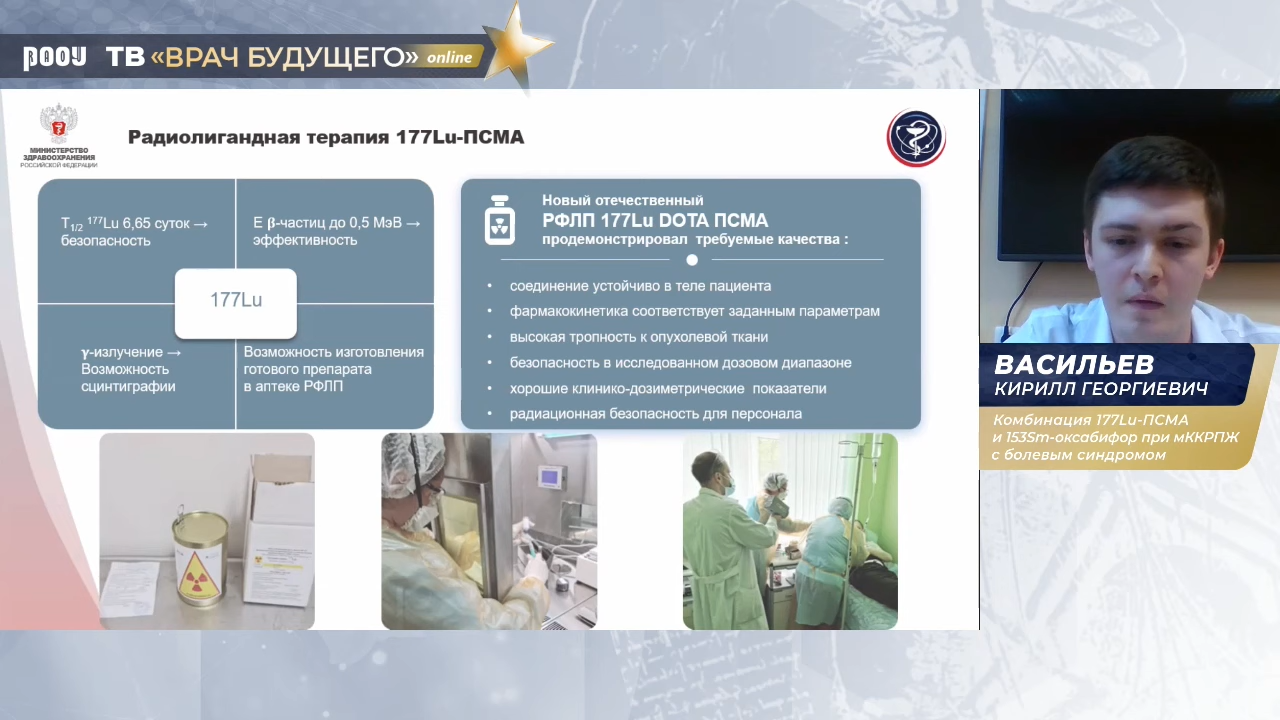 РООУ ТВ «ВРАЧ БУДУЩЕГО» online
МИНИСТЕРСТВО
ЗДРАВООХРАНЕНИЯ
РОССИЙСКОЙ ФЕДЕРАЦИИ
Радиолигандная терапия 177Lu-ПСМА
T1/2 177Lu 6,65 суток →
безопасность
E β-частиц до 0,5 МэВ →
эффективность
177Lu
γ-излучение →
Возможность
сцинтиграфии
Возможность изготовления
готового препарата
в аптеке РФЛП
Новый отечественный
РФЛП 177Lu DOTA ПСМА
продемонстрировал требуемые качества :
• соединение устойчиво в теле пациента
• фармакокинетика соответствует заданным параметрам
• высокая тропность к опухолевой ткани
• безопасность в исследованном дозовом диапазоне
• хорошие клинико-дозиметрические показатели
• радиационная безопасность для персонала
ВАСИЛЬЕВ
КИРИЛЛ ГЕОРГИЕВИЧ
Комбинация 177Lu-ПСМА
и 153Sm-оксабифор при мККРПЖ
с болевым синдромом